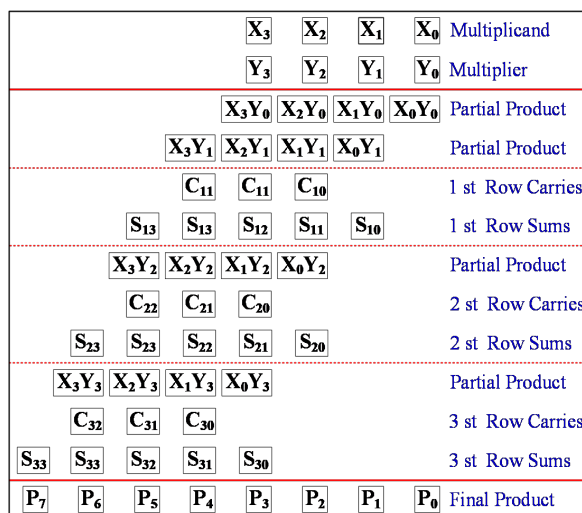 X₃ X₂ X₁ X₀ Multiplicand
Y₃ Y₂ Y₁ Y₀ Multiplier
X₃Y₀ X₂Y₀ X₁Y₀ X₀Y₀ Partial Product
X₃Y₁ X₂Y₁ X₁Y₁ X₀Y₁ Partial Product
C₁₁ C₁₁ C₁₀ 1 st Row Carries
S₁₃ S₁₃ S₁₂ S₁₁ S₁₀ 1 st Row Sums
X₃Y₂ X₂Y₂ X₁Y₂ X₀Y₂ Partial Product
C₂₂ C₂₁ C₂₀ 2 st Row Carries
S₂₃ S₂₃ S₂₂ S₂₁ S₂₀ 2 st Row Sums
X₃Y₃ X₂Y₃ X₁Y₃ X₀Y₃ Partial Product
C₃₂ C₃₁ C₃₀ 3 st Row Carries
S₃₃ S₃₃ S₃₂ S₃₁ S₃₀ 3 st Row Sums
P₇ P₆ P₅ P₄ P₃ P₂ P₁ P₀ Final Product